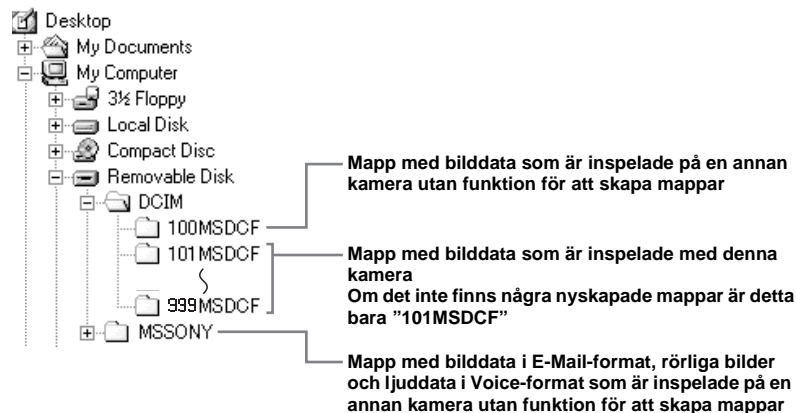 Desktop
My Documents
My Computer
3½ Floppy
Local Disk
Compact Disc
Removable Disk
DCIM
100MSDCF
Mapp med bilddata som är inspelade på en annan
kamera utan funktion för att skapa mappar
101MSDCF
999MSDCF
Mapp med bilddata som är inspelade med denna
kamera
Om det inte finns några nyskapade mappar är detta
bara ”101MSDCF”
MSSONY
Mapp med bilddata i E-Mail-format, rörliga bilder
och ljuddata i Voice-format som är inspelade på en
annan kamera utan funktion för att skapa mappar